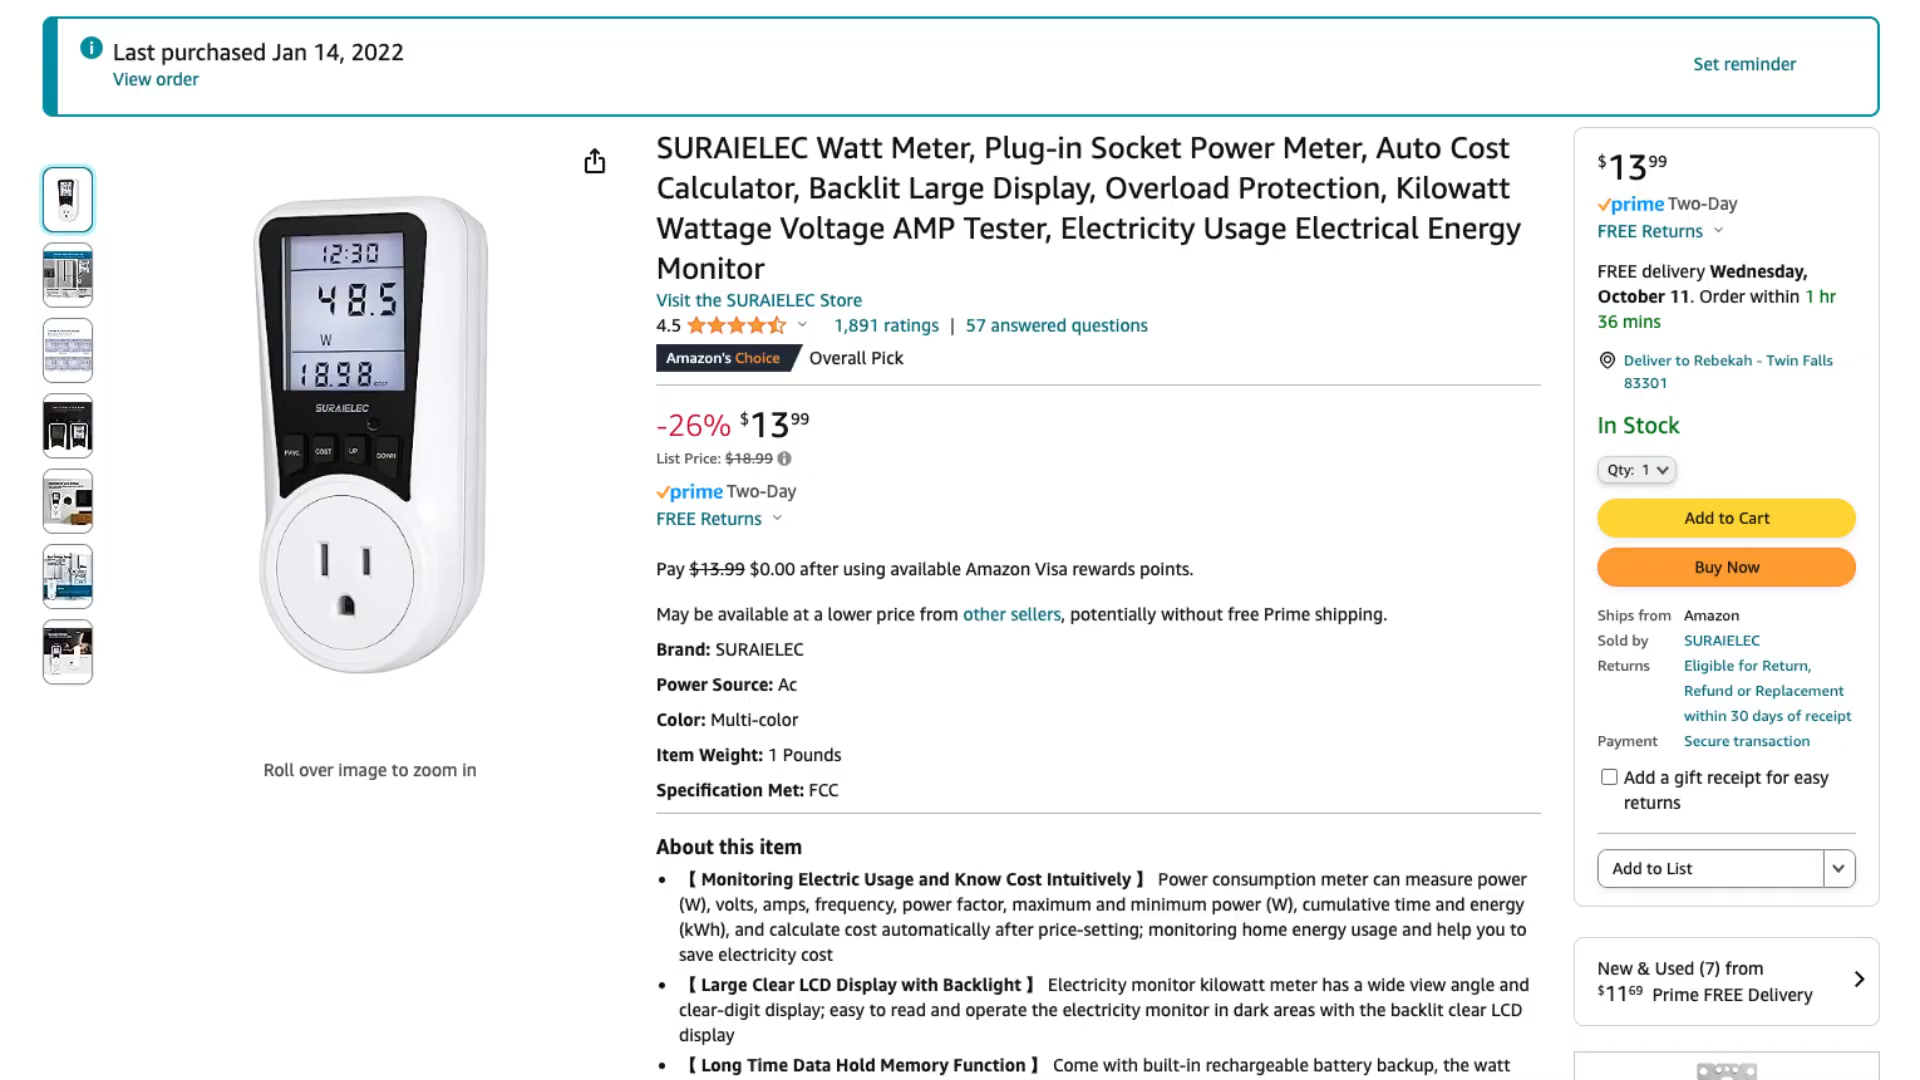 Last purchased Jan 14, 2022
View order
Set reminder
SURAIELEC Watt Meter, Plug-in Socket Power Meter, Auto Cost
Calculator, Backlit Large Display, Overload Protection, Kilowatt
Wattage Voltage AMP Tester, Electricity Usage Electrical Energy
Monitor
Visit the SURAIELEC Store
4.5
1,891 ratings | 57 answered questions
Amazon's Choice Overall Pick
-26% $13 99
List Price: $18.99
prime Two-Day
FREE Returns
Pay $13.99 $0.00 after using available Amazon Visa rewards points.
May be available at a lower price from other sellers, potentially without free Prime shipping.
Brand: SURAIELEC
Power Source: Ac
Color: Multi-color
Item Weight: 1 Pounds
Specification Met: FCC
About this item
• 【 Monitoring Electric Usage and Know Cost Intuitively 】 Power consumption meter can measure power
(W), volts, amps, frequency, power factor, maximum and minimum power (W), cumulative time and energy
(kWh), and calculate cost automatically after price-setting; monitoring home energy usage and help you to
save electricity cost
• 【 Large Clear LCD Display with Backlight 】 Electricity monitor kilowatt meter has a wide view angle and
clear-digit display; easy to read and operate the electricity monitor in dark areas with the backlit clear LCD
display
• 【 Long Time Data Hold Memory Function 】 Come with built-in rechargeable battery backup, the watt
12:30
48.5
W
18.98
SURAIELEC
FUNC. COST UP DOWN
Roll over image to zoom in
$13 99
prime Two-Day
FREE Returns
FREE delivery Wednesday,
October 11. Order within 1 hr
36 mins
Deliver to Rebekah - Twin Falls
83301
In Stock
Qty: 1
Add to Cart
Buy Now
Ships from Amazon
Sold by SURAIELEC
Returns Eligible for Return,
Refund or Replacement
within 30 days of receipt
Payment Secure transaction
Add a gift receipt for easy
returns
Add to List
New & Used (7) from
$11 69 Prime FREE Delivery